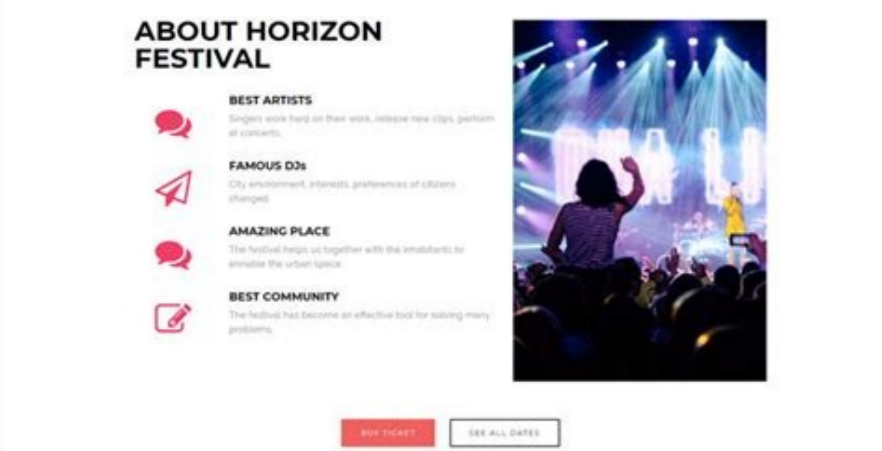 ABOUT HORIZON
FESTIVAL
BEST ARTISTS
Singers work hard on their work, release new clips, perform
at concerts.
FAMOUS DJs
City environment, interests, preferences of citizens
changed.
AMAZING PLACE
The festival helps us together with the inhabitants to
ennoble the urban space.
BEST COMMUNITY
The festival has become an effective tool for solving many
problems.
BUY TICKET
SEE ALL DATES